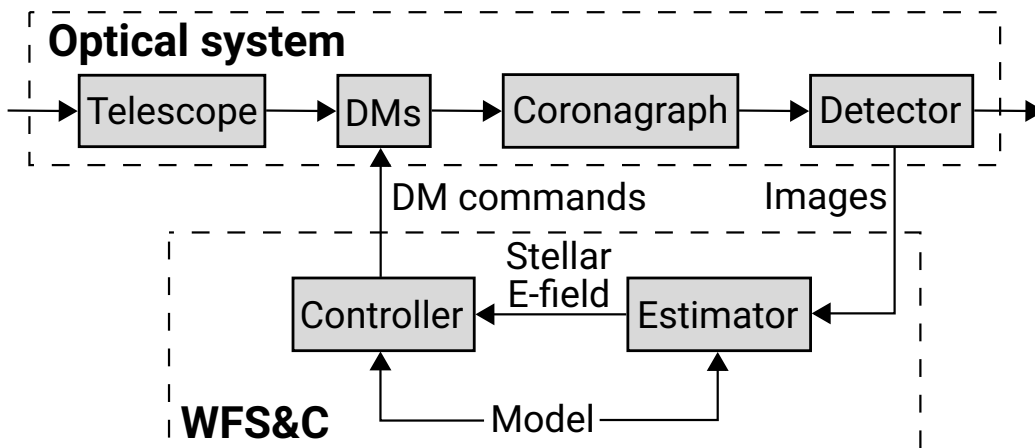 Optical system
Telescope
DMs
Coronagraph
Detector
DM commands
Images
Stellar
E-field
Controller
Estimator
Model
WFS&C